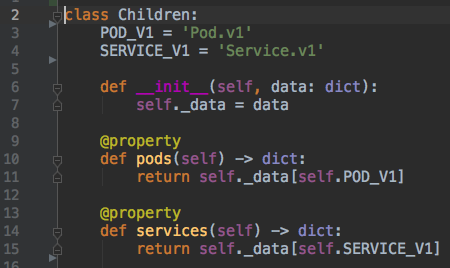 2 class Children:
3 POD_V1 = 'Pod.v1'
4 SERVICE_V1 = 'Service.v1'
5
6 def __init__(self, data: dict):
7 self._data = data
8
9 @property
10 def pods(self) -> dict:
11 return self._data[self.POD_V1]
12
13 @property
14 def services(self) -> dict:
15 return self._data[self.SERVICE_V1]
16